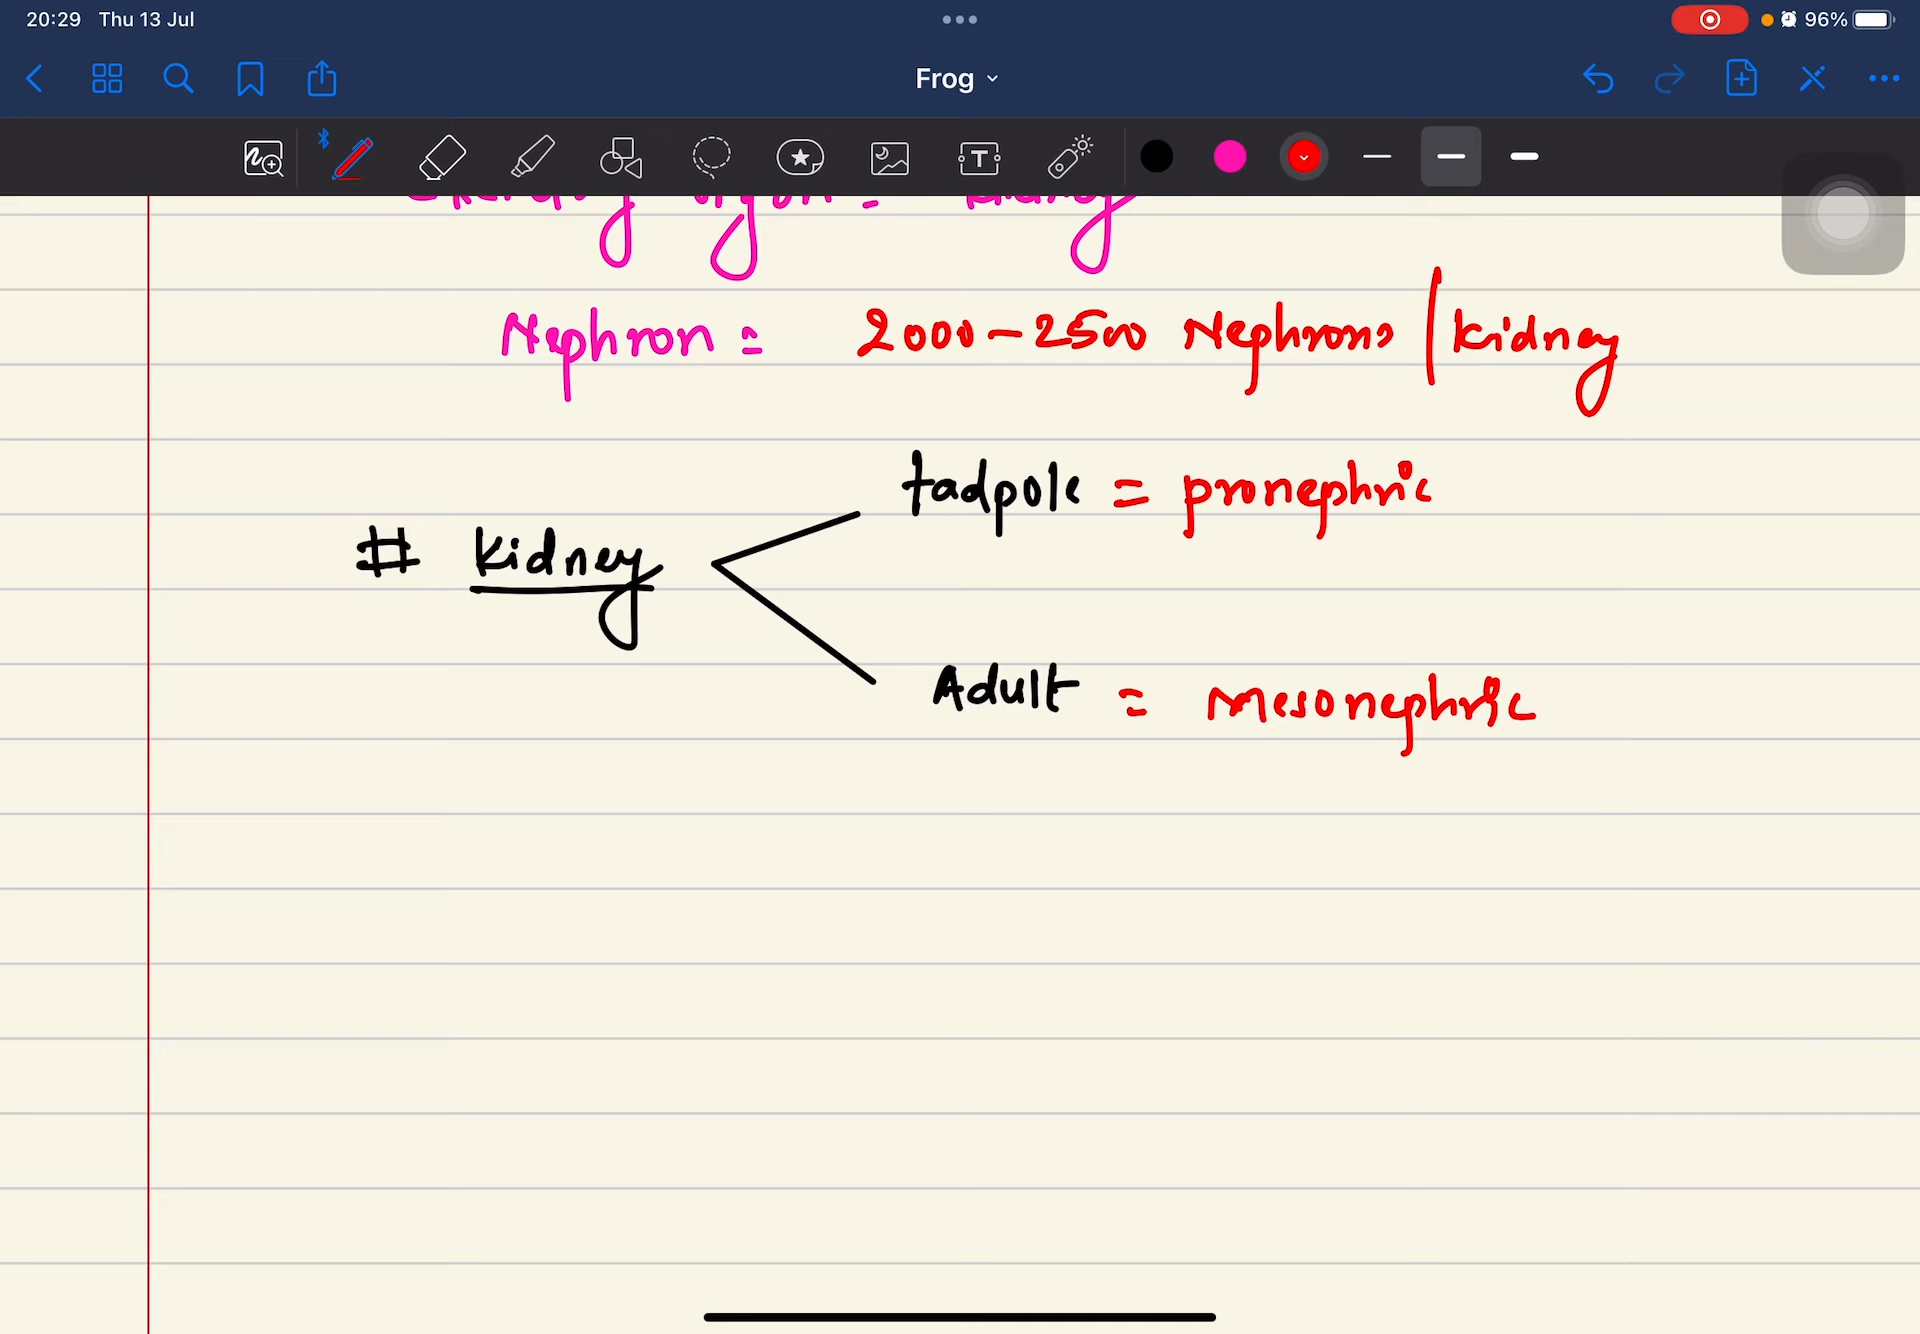 20:29 Thu 13 Jul
96%
Frog
T
Nephron = 2000-2500 Nephrons / kidney
tadpole = pronephric
# kidney
Adult = mesonephric